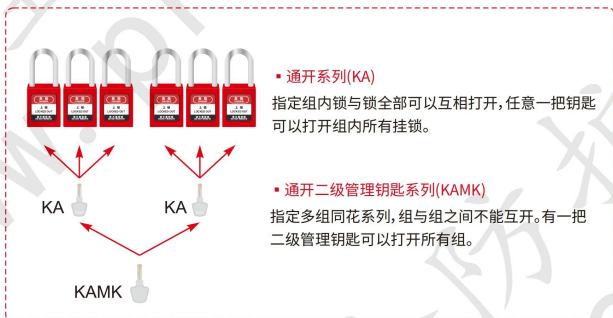 ▪ 通开系列(KA)
指定组内锁与锁全部可以互相打开，任意一把钥匙
可以打开组内所有挂锁。
KA
KA
▪ 通开二级管理钥匙系列(KAMK)
指定多组同花系列，组与组之间不能互开。有一把
二级管理钥匙可以打开所有组。
KAMK